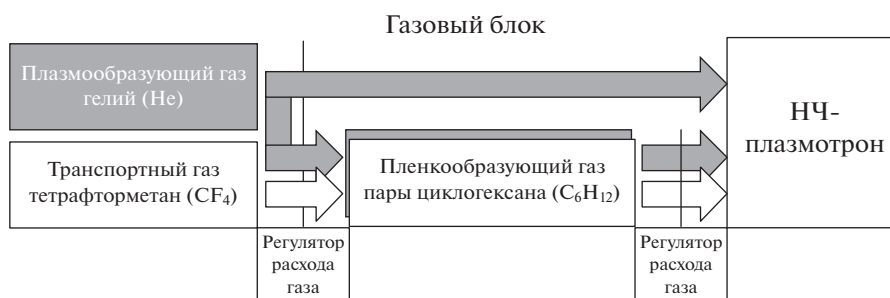 Газовый блок
Плазмообразующий газ
гелий (He)
Транспортный газ
тетрафторметан (CF₄)
Пленкообразующий газ
пары циклогексана (C₆H₁₂)
НЧ-
плазмотрон
Регулятор
расхода
газа
Регулятор
расхода
газа